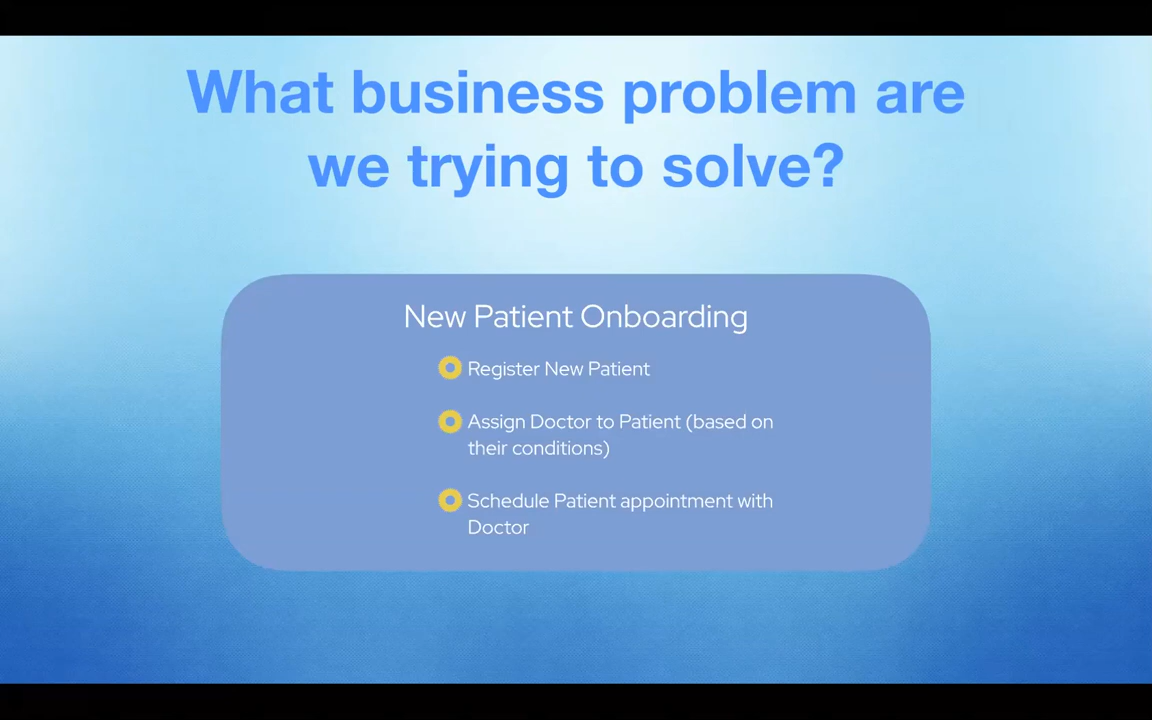 What business problem are
we trying to solve?
New Patient Onboarding
Register New Patient
Assign Doctor to Patient (based on
their conditions)
Schedule Patient appointment with
Doctor